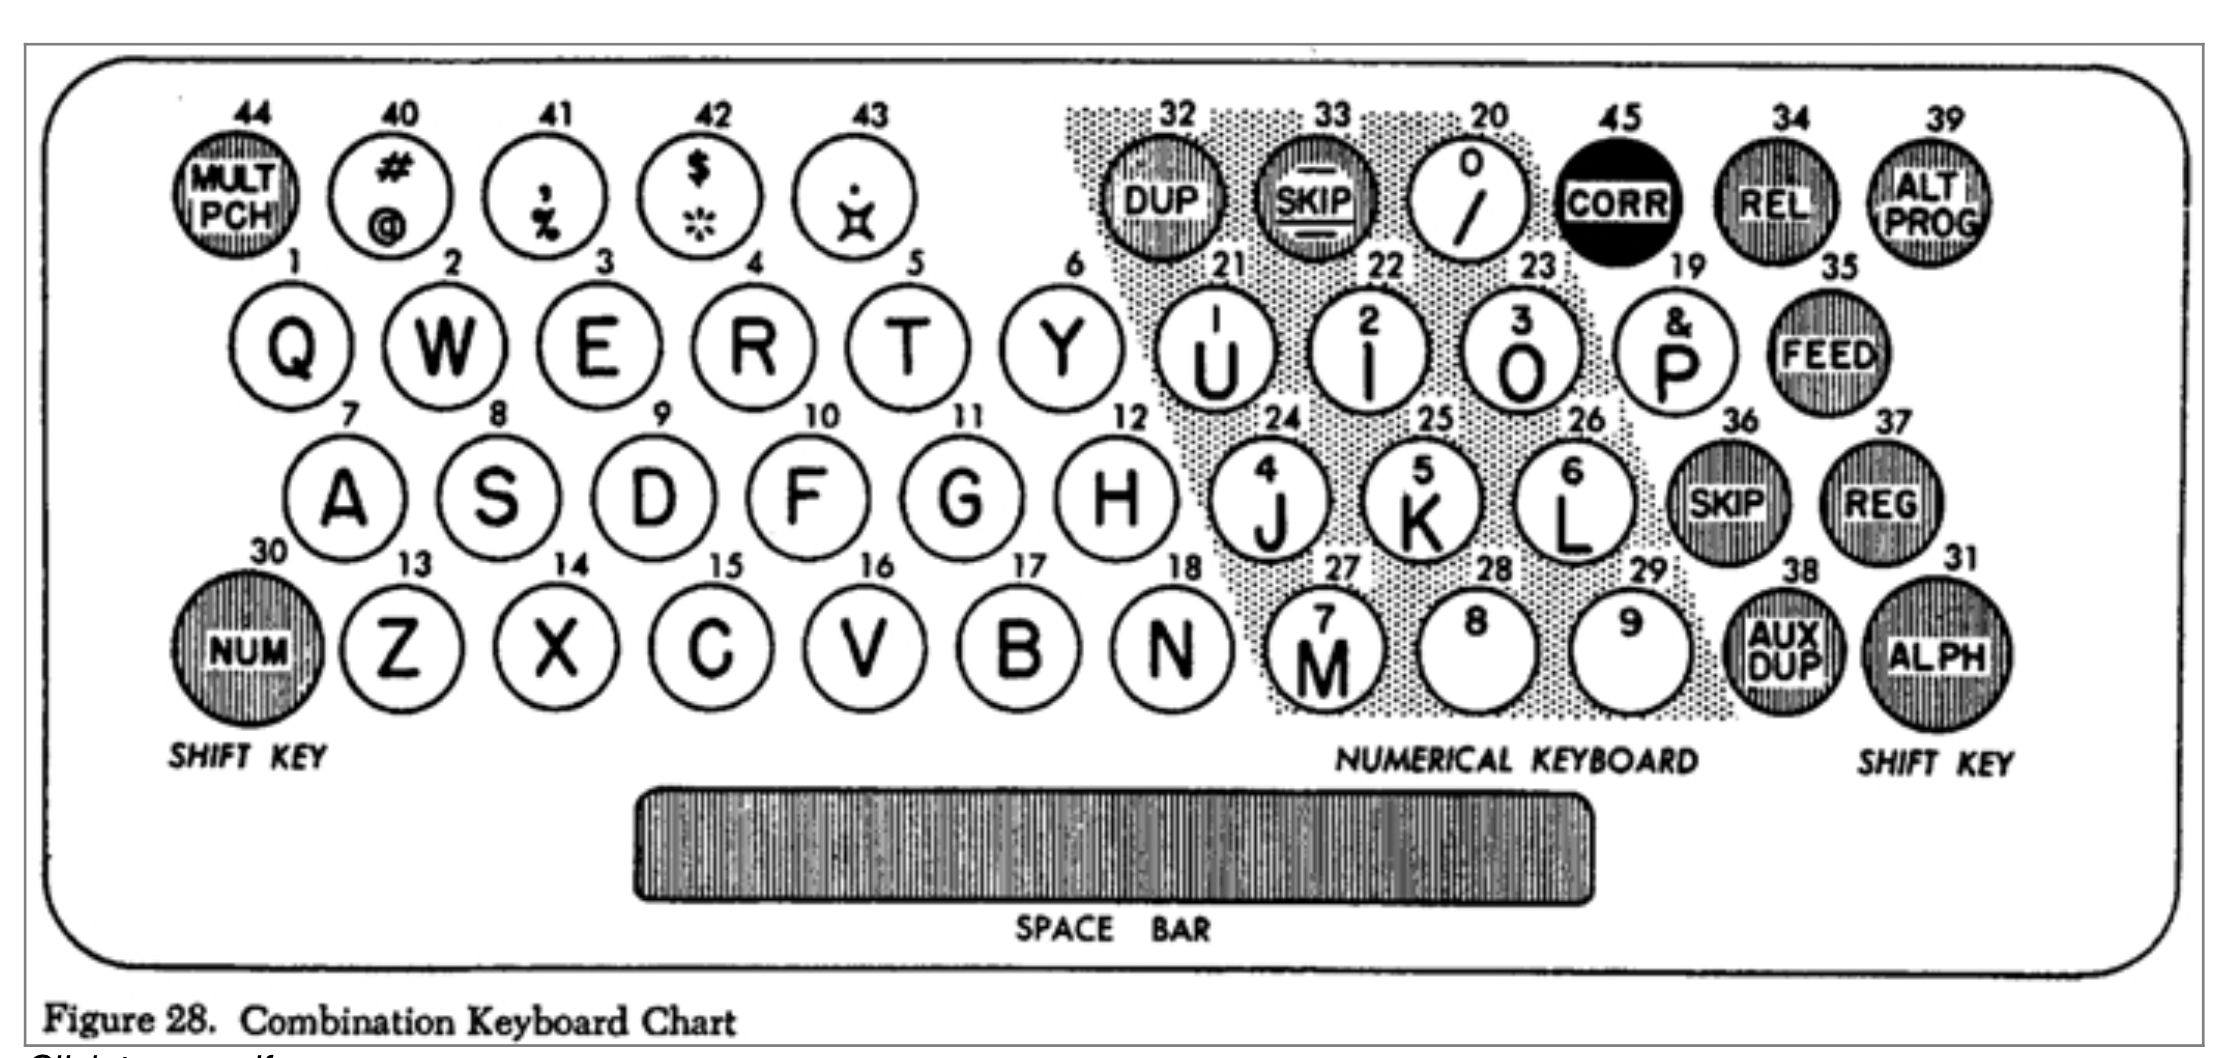 44 40 41 42 43 32 33 20 45 34 39
MULT PCH # @ , % $ * . ¤ DUP SKIP 0 / CORR REL ALT PROG
1 2 3 4 5 6 21 22 23 19 35
Q W E R T Y 1 U 2 I 3 O & P FEED
7 8 9 10 11 12 24 25 26 36 37
A S D F G H 4 J 5 K 6 L SKIP REG
30 13 14 15 16 17 18 27 28 29 38 31
NUM Z X C V B N 7 M 8 9 AUX DUP ALPH
SHIFT KEY NUMERICAL KEYBOARD SHIFT KEY
SPACE BAR
Figure 28. Combination Keyboard Chart